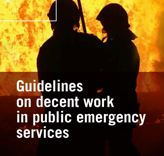 Guidelines
on decent work
in public emergency
services